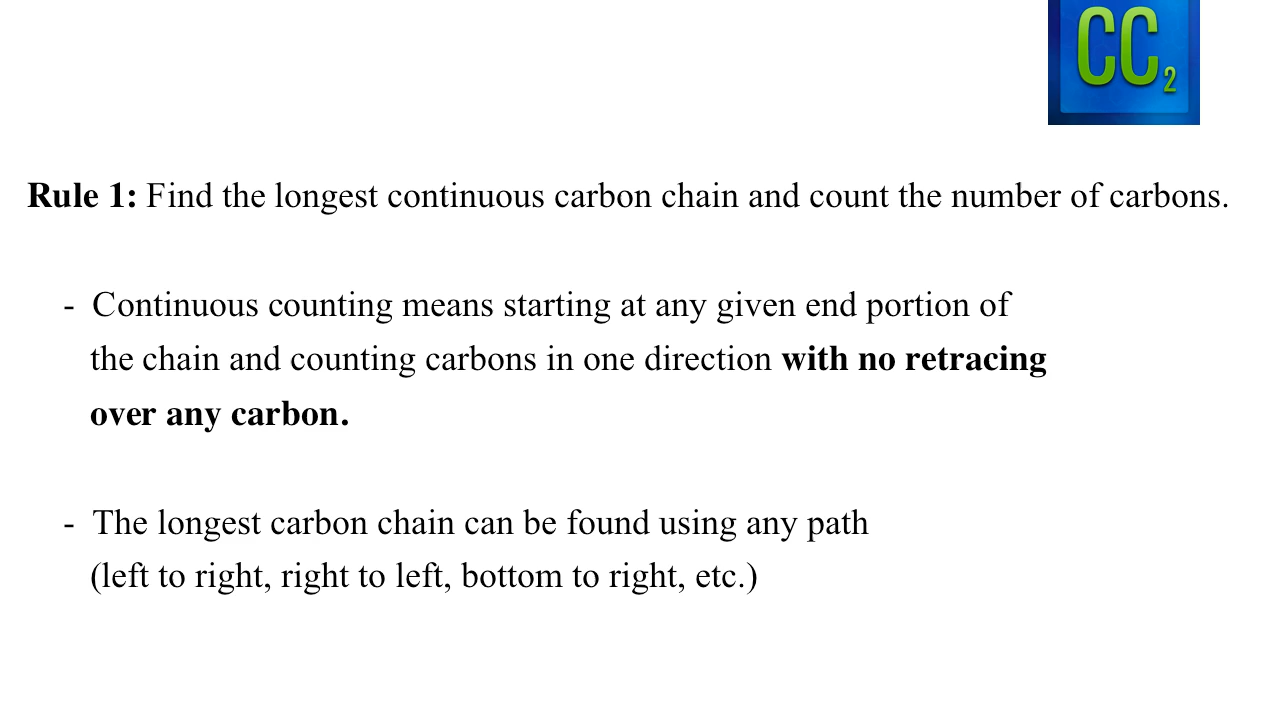 CC2
Rule 1: Find the longest continuous carbon chain and count the number of carbons.
- Continuous counting means starting at any given end portion of
the chain and counting carbons in one direction with no retracing
over any carbon.
- The longest carbon chain can be found using any path
(left to right, right to left, bottom to right, etc.)